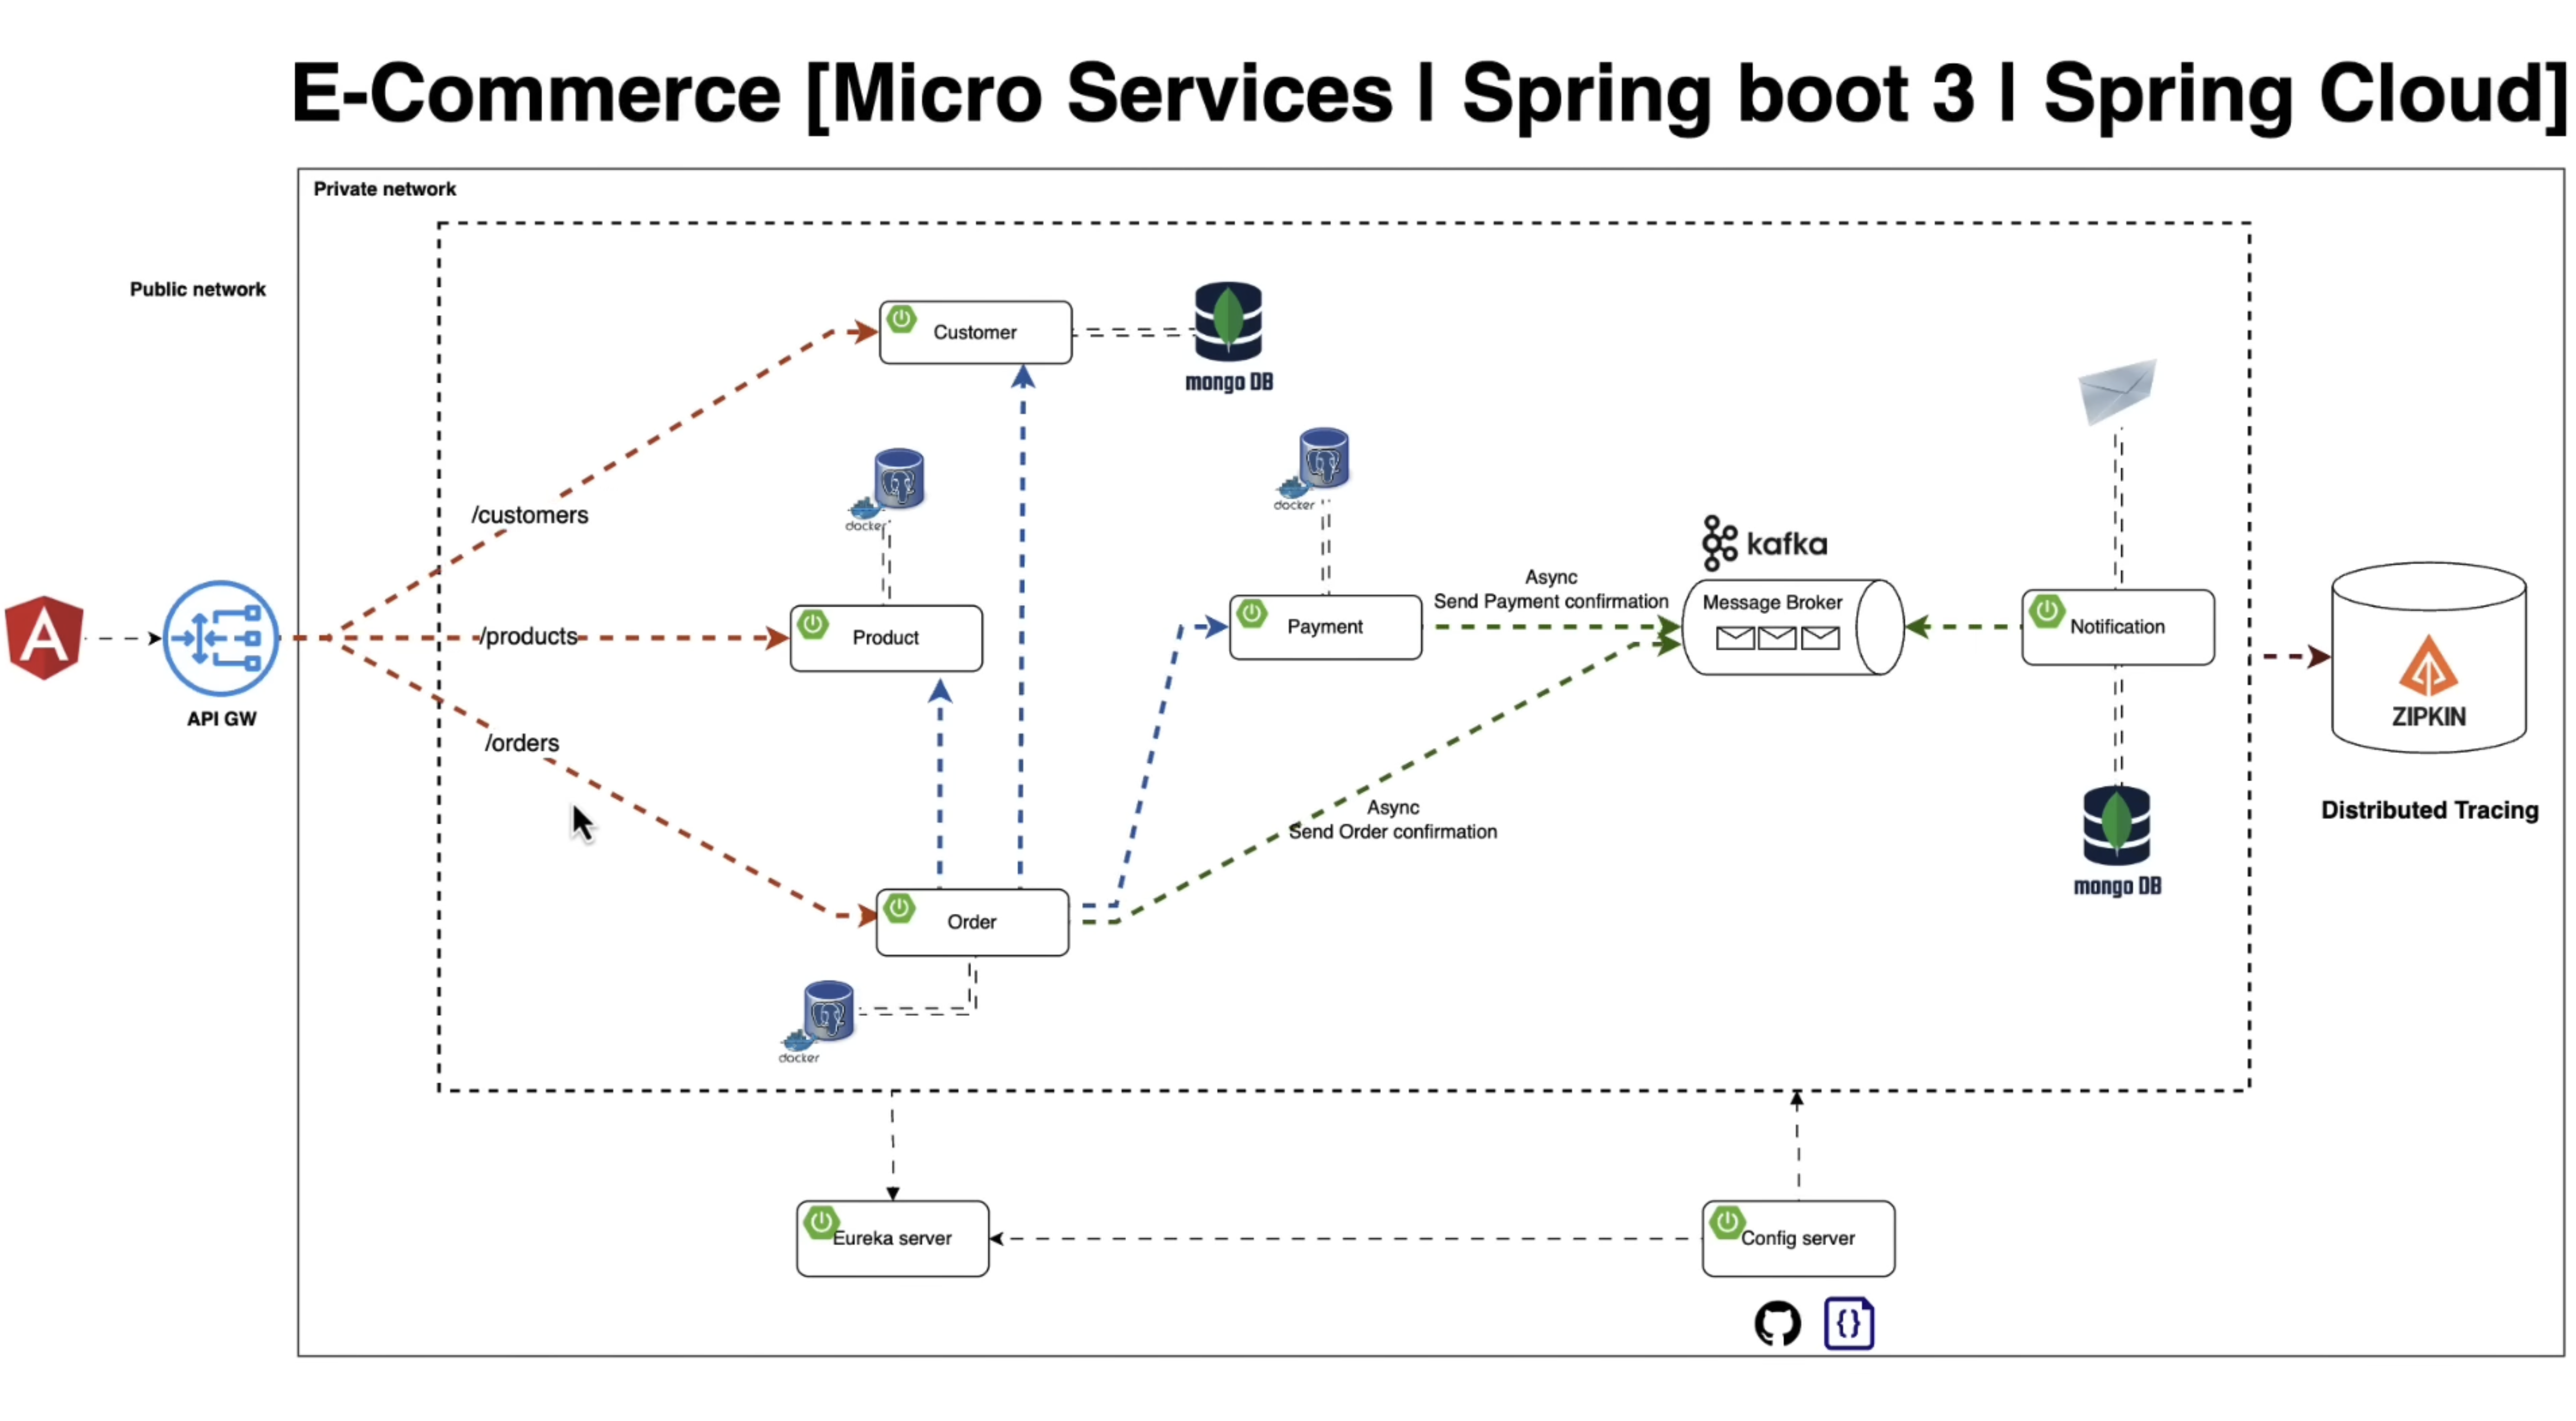 E-Commerce [Micro Services | Spring boot 3 | Spring Cloud]
Private network
Public network
Customer
mongo DB
docker
docker
/customers
kafka
Async
Send Payment confirmation
Message Broker
/products
Product
Payment
Notification
API GW
ZIPKIN
/orders
Async
Send Order confirmation
Distributed Tracing
mongo DB
Order
docker
Eureka server
Config server
{}